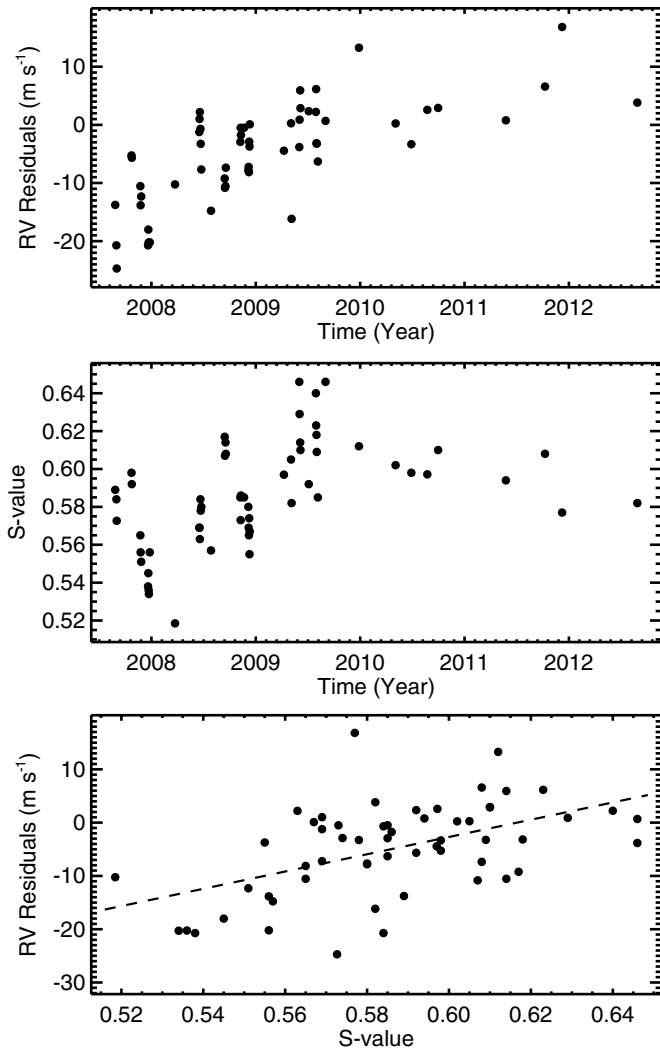 10
0
-10
-20
RV Residuals (m s⁻¹)
2008 2009 2010 2011 2012
Time (Year)
0.64
0.62
0.60
0.58
0.56
0.54
0.52
S-value
2008 2009 2010 2011 2012
Time (Year)
10
0
-10
-20
-30
RV Residuals (m s⁻¹)
0.52 0.54 0.56 0.58 0.60 0.62 0.64
S-value